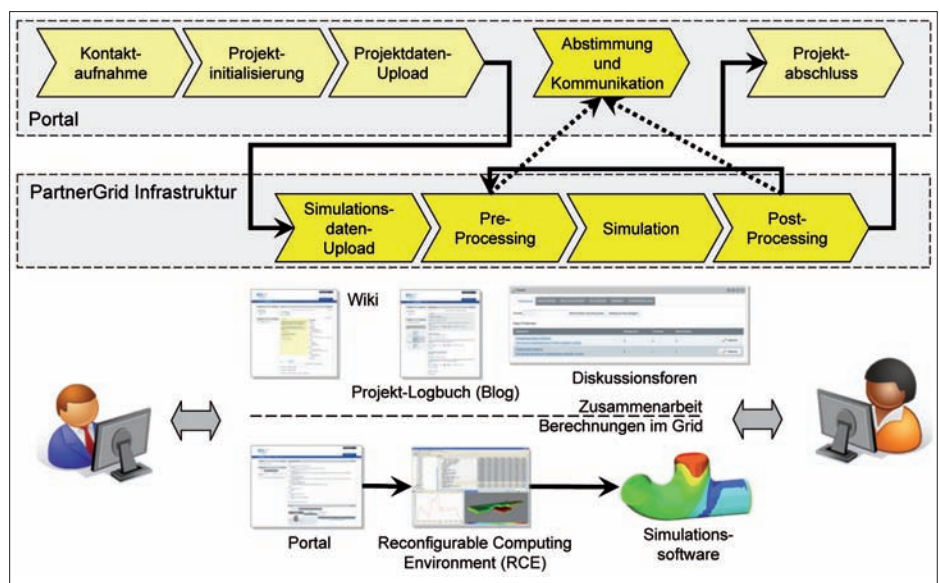 Kontakt-
aufnahme
Projekt-
initialisierung
Projektdaten-
Upload
Abstimmung
und
Kommunikation
Projekt-
abschluss
Portal
PartnerGrid Infrastruktur
Simulations-
daten-
Upload
Pre-
Processing
Simulation
Post-
Processing
Wiki
Projekt-Logbuch (Blog)
Diskussionsforen
Zusammenarbeit
Berechnungen im Grid
Portal
Reconfigurable Computing
Environment (RCE)
Simulations-
software